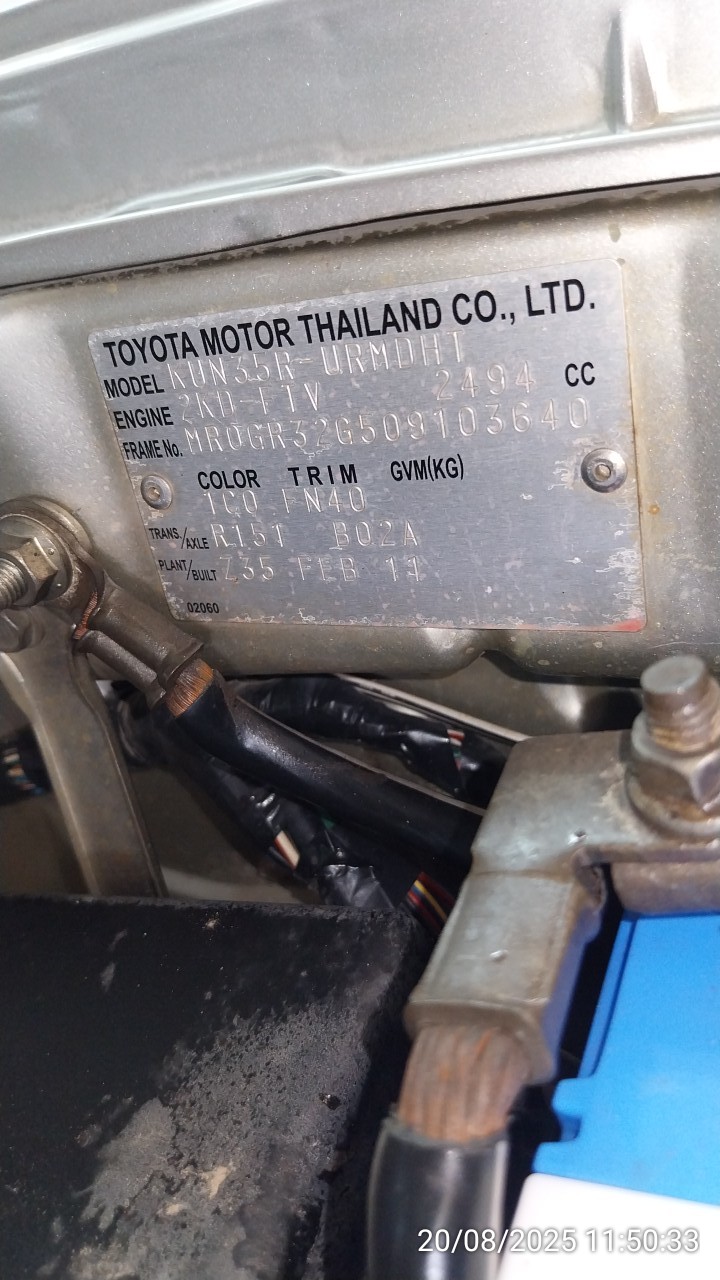 TOYOTA MOTOR THAILAND CO., LTD.
MODEL KUN35R-URMDHT
ENGINE 2KD-FTV 2494 CC
FRAME No. MR0GR32G509103640
COLOR TRIM GVM(KG)
1C0 FN40
TRANS./AXLE R151 B02A
PLANT/BUILT Z35 FEB 11
02060
20/08/2025 11:50:33